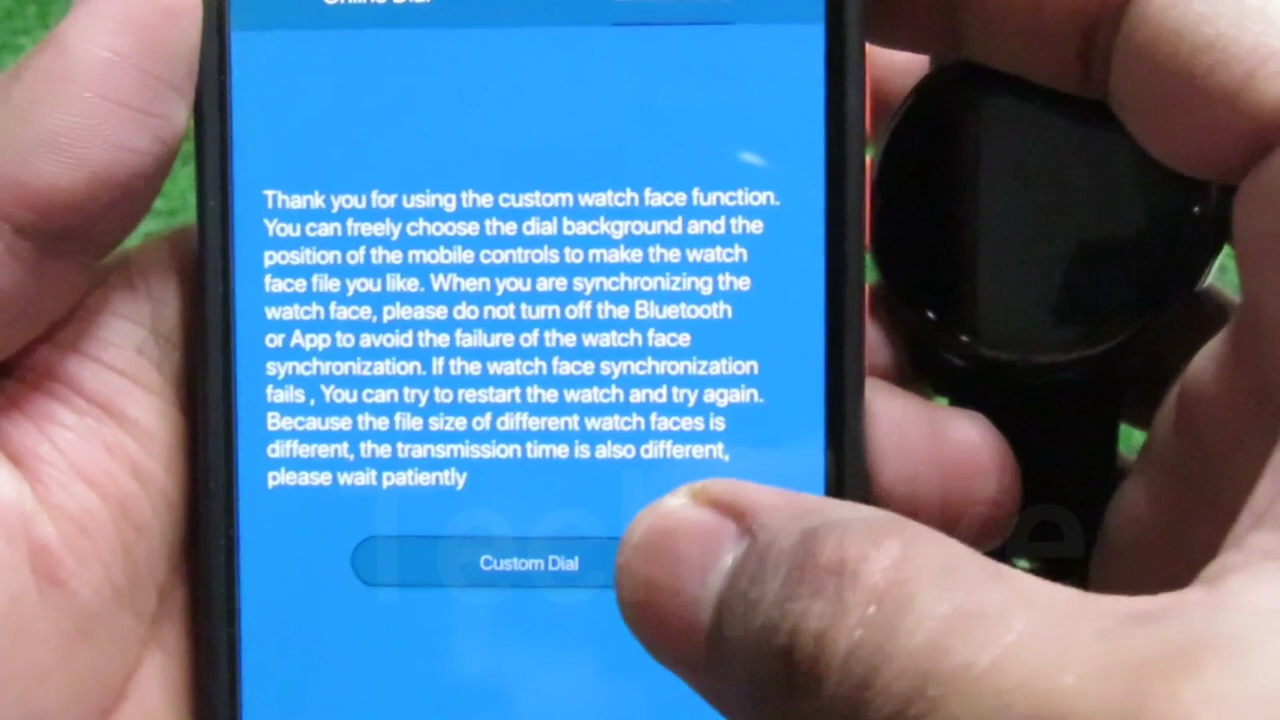 Online Dial
Thank you for using the custom watch face function.
You can freely choose the dial background and the
position of the mobile controls to make the watch
face file you like. When you are synchronizing the
watch face, please do not turn off the Bluetooth
or App to avoid the failure of the watch face
synchronization. If the watch face synchronization
fails , You can try to restart the watch and try again.
Because the file size of different watch faces is
different, the transmission time is also different,
please wait patiently
Custom Dial